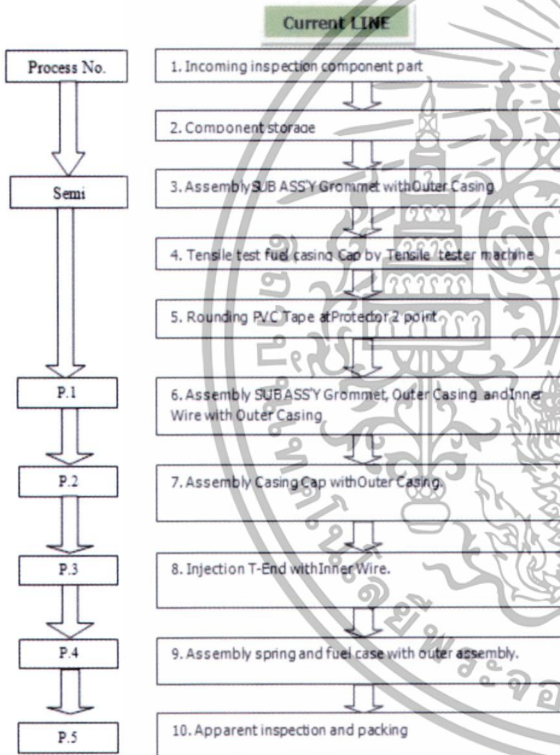 Current LINE
Process No.
1. Incoming inspection component part
2. Component storage
Semi
3. Assembly SUB ASS'Y Grommet with Outer Casing
4. Tensile test fuel casing Cap by Tensile tester machine
5. Rounding PVC Tape at Protector 2 point
P.1
6. Assembly SUB ASS'Y Grommet, Outer Casing and Inner
Wire with Outer Casing
P.2
7. Assembly Casing Cap with Outer Casing.
P.3
8. Injection T-End with Inner Wire.
P.4
9. Assembly spring and fuel case with outer assembly.
P.5
10. Apparent inspection and packing